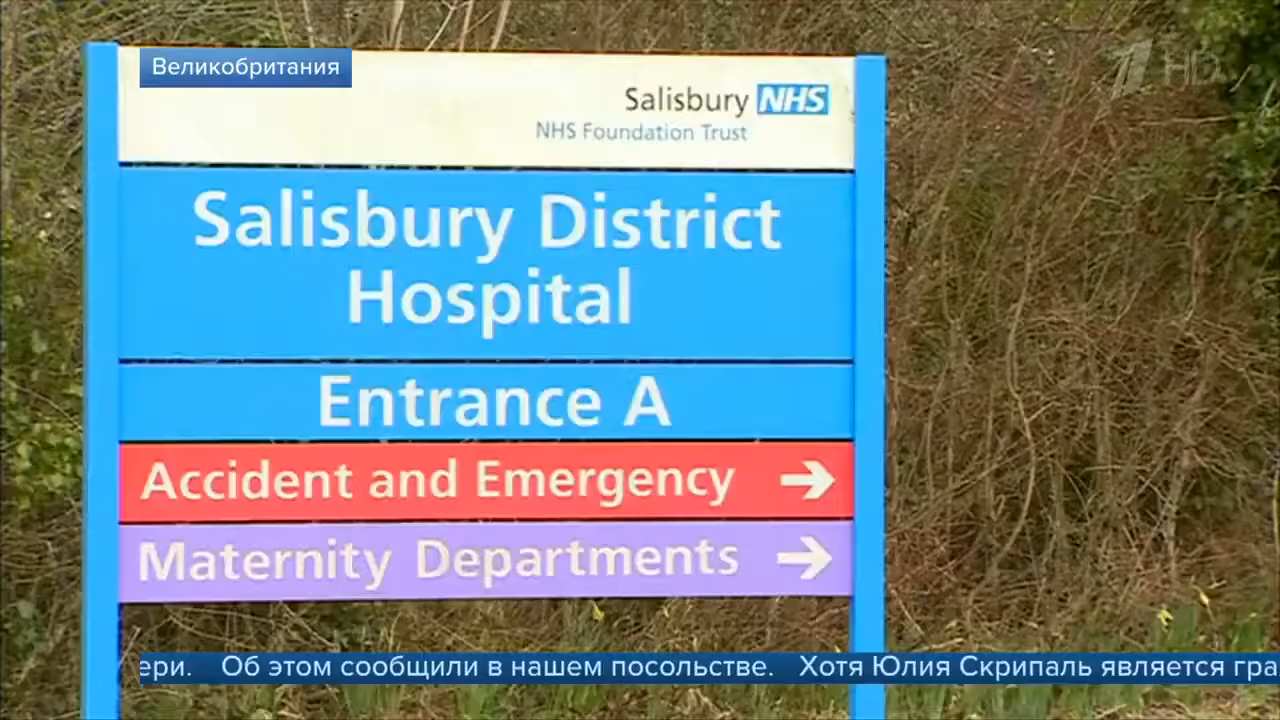 Великобритания
HD
Salisbury NHS
NHS Foundation Trust
Salisbury District
Hospital
Entrance A
Accident and Emergency
Maternity Departments
ери. Об этом сообщили в нашем посольстве. Хотя Юлия Скрипаль является гра